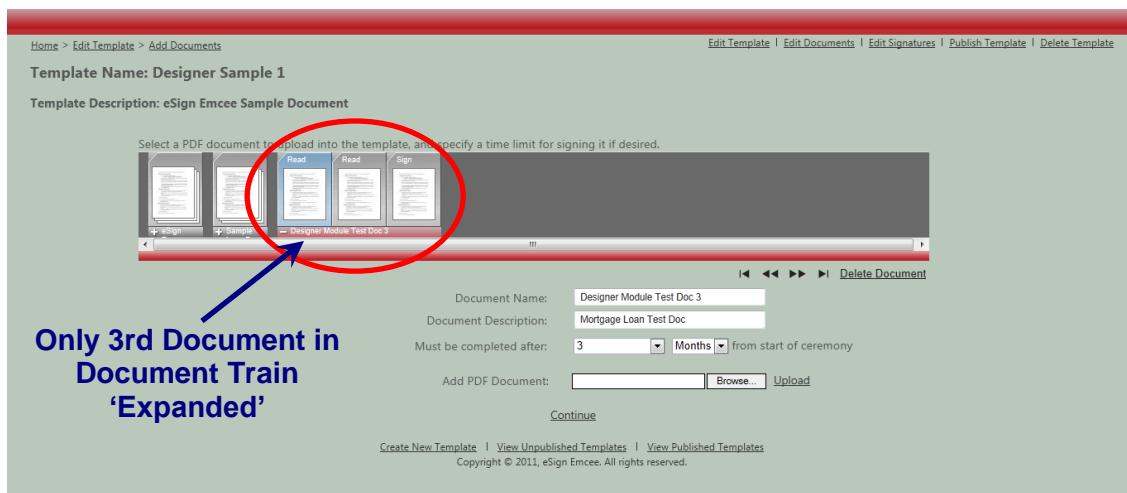 Home > Edit Template > Add Documents
Edit Template | Edit Documents | Edit Signatures | Publish Template | Delete Template
Template Name: Designer Sample 1
Template Description: eSign Emcee Sample Document
Select a PDF document to upload into the template, and specify a time limit for signing it if desired.
Read Read Sign
+ eSign + Sample − Designer Module Test Doc 3
Delete Document
Document Name: Designer Module Test Doc 3
Document Description: Mortgage Loan Test Doc
Must be completed after: 3 Months from start of ceremony
Add PDF Document: Browse... Upload
Only 3rd Document in
Document Train
‘Expanded’
Continue
Create New Template | View Unpublished Templates | View Published Templates
Copyright © 2011, eSign Emcee. All rights reserved.